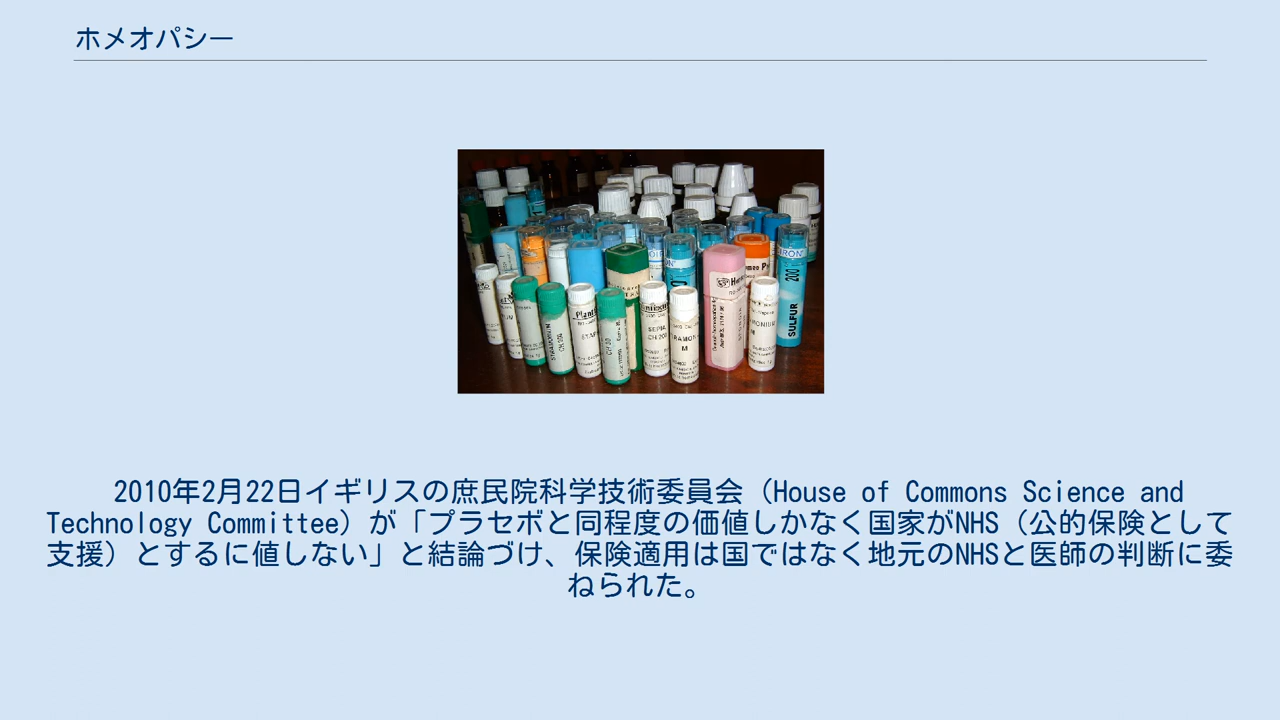 ホメオパシー
200
SULFUR
2010年2月22日イギリスの庶民院科学技術委員会（House of Commons Science and
Technology Committee）が「プラセボと同程度の価値しかなく国家がNHS（公的保険として
支援）とするに値しない」と結論づけ、保険適用は国ではなく地元のNHSと医師の判断に委
ねられた。